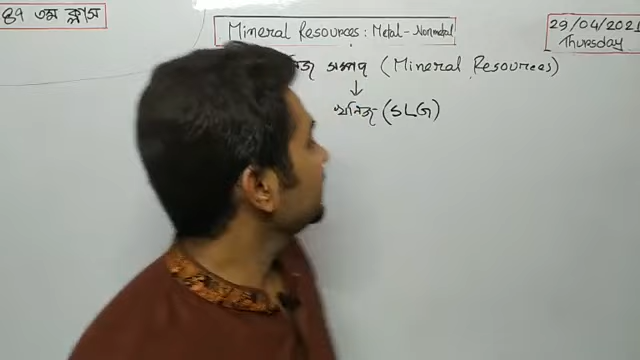 ৪৭ তম ক্লাস
Mineral Resources: Metal-Nonmetal
29/04/2021
Thursday
সম্পদ (Mineral Resources)
↓
খনিজ (SLG)